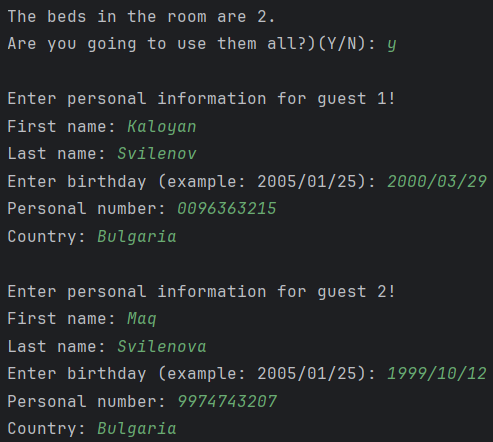 The beds in the room are 2.
Are you going to use them all?)(Y/N): y
Enter personal information for guest 1!
First name: Kaloyan
Last name: Svilenov
Enter birthday (example: 2005/01/25): 2000/03/29
Personal number: 0096363215
Country: Bulgaria
Enter personal information for guest 2!
First name: Maq
Last name: Svilenova
Enter birthday (example: 2005/01/25): 1999/10/12
Personal number: 9974743207
Country: Bulgaria